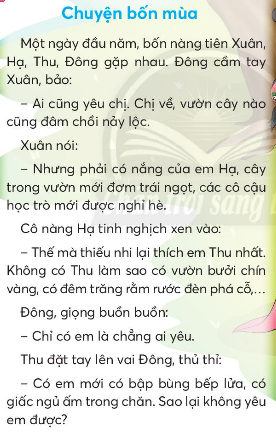 Chuyện bốn mùa
Một ngày đầu năm, bốn nàng tiên Xuân,
Hạ, Thu, Đông gặp nhau. Đông cầm tay
Xuân, bảo:
– Ai cũng yêu chị. Chị về, vườn cây nào
cũng đâm chồi nảy lộc.
Xuân nói:
– Nhưng phải có nắng của em Hạ, cây
trong vườn mới đơm trái ngọt, các cô cậu
học trò mới được nghỉ hè.
Cô nàng Hạ tinh nghịch xen vào:
– Thế mà thiếu nhi lại thích em Thu nhất.
Không có Thu làm sao có vườn bưởi chín
vàng, có đêm trăng rằm rước đèn phá cỗ,...
Đông, giọng buồn buồn:
– Chỉ có em là chẳng ai yêu.
Thu đặt tay lên vai Đông, thủ thỉ:
– Có em mới có bập bùng bếp lửa, có
giấc ngủ ấm trong chăn. Sao lại không yêu
em được?